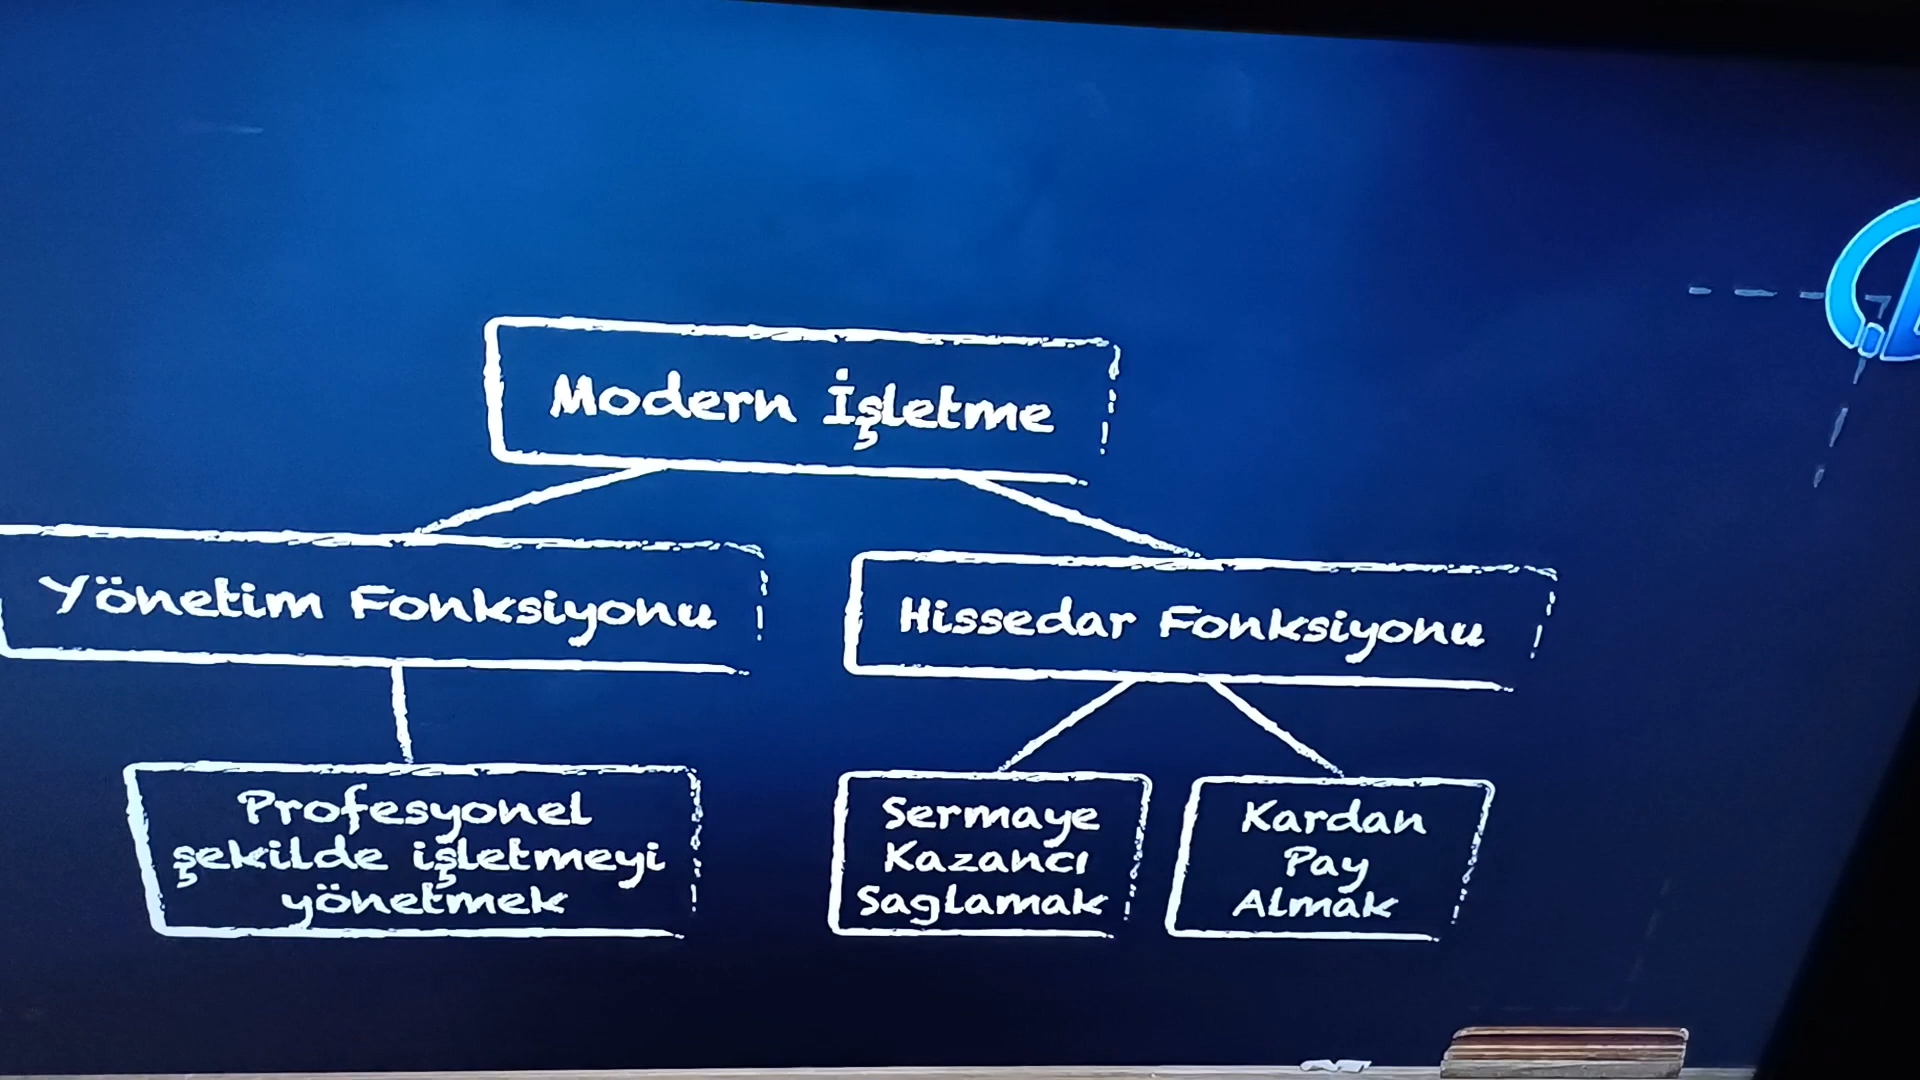 Modern İşletme
Yönetim Fonksiyonu
Hissedar Fonksiyonu
Profesyonel
şekilde işletmeyi
yönetmek
Sermaye
Kazancı
Saglamak
Kardan
Pay
Almak